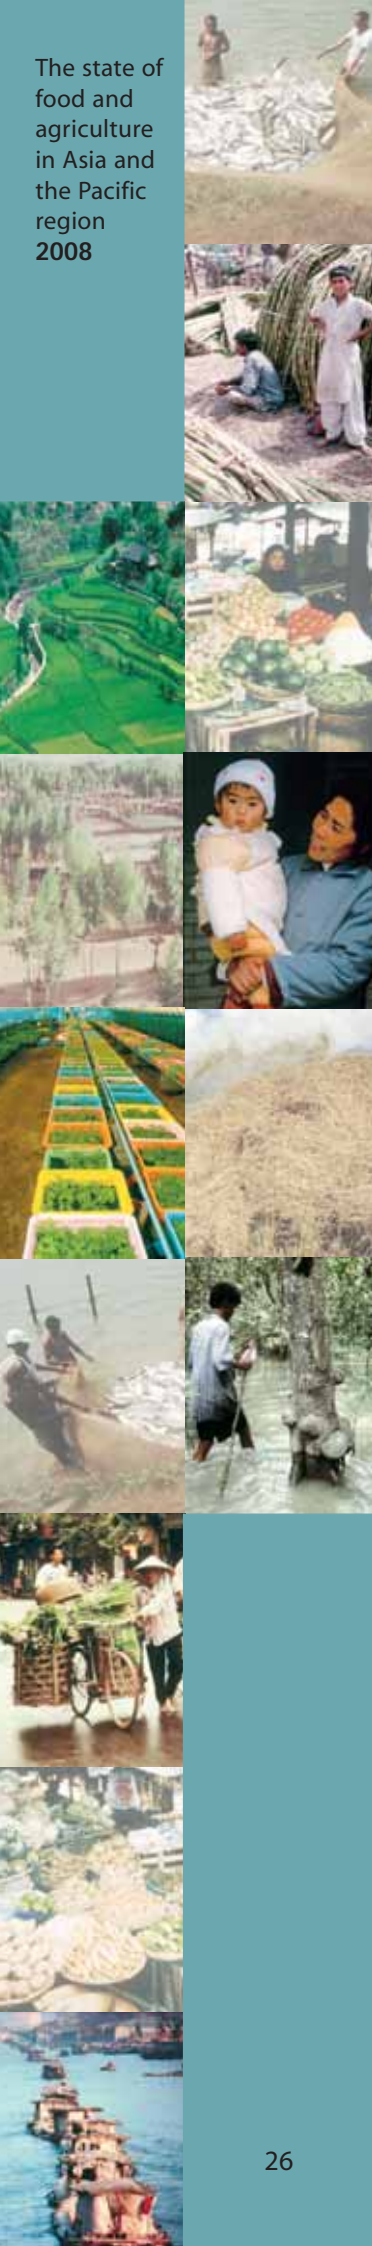 The state of
food and
agriculture
in Asia and
the Pacific
region
2008
26